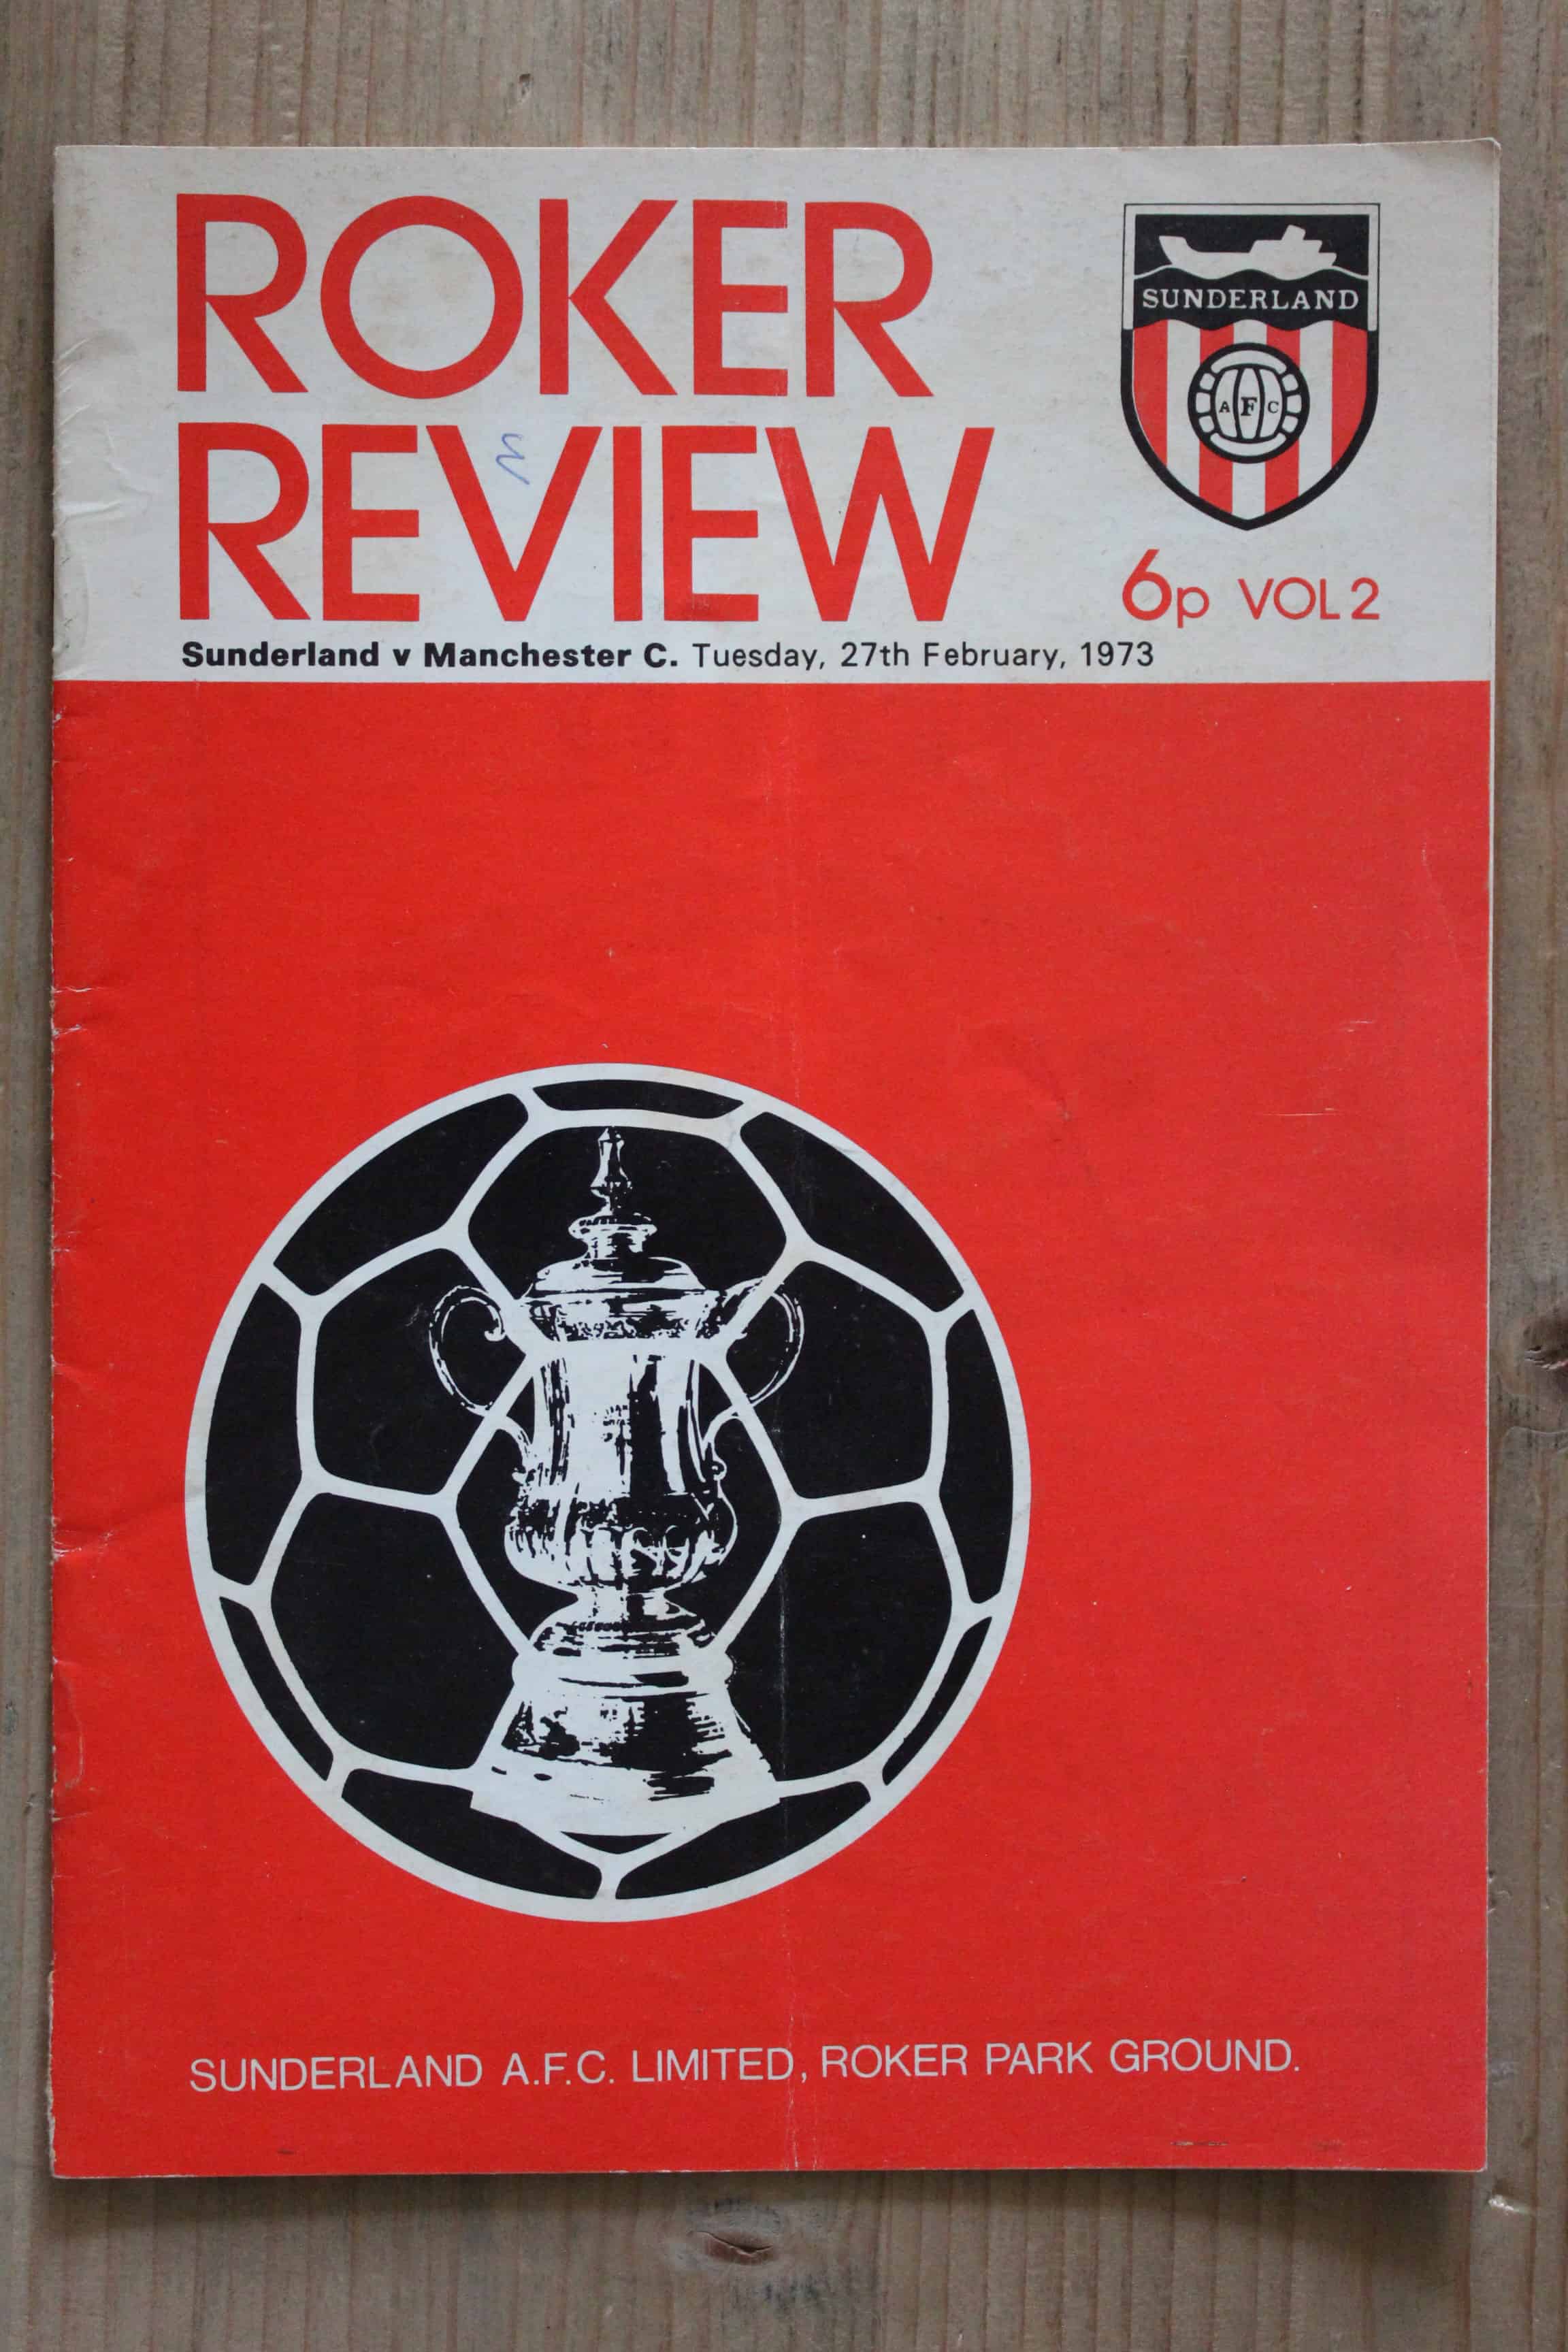 ROKER
REVIEW
SUNDERLAND
A F C
6p VOL 2
Sunderland v Manchester C. Tuesday, 27th February, 1973
SUNDERLAND A.F.C. LIMITED, ROKER PARK GROUND.